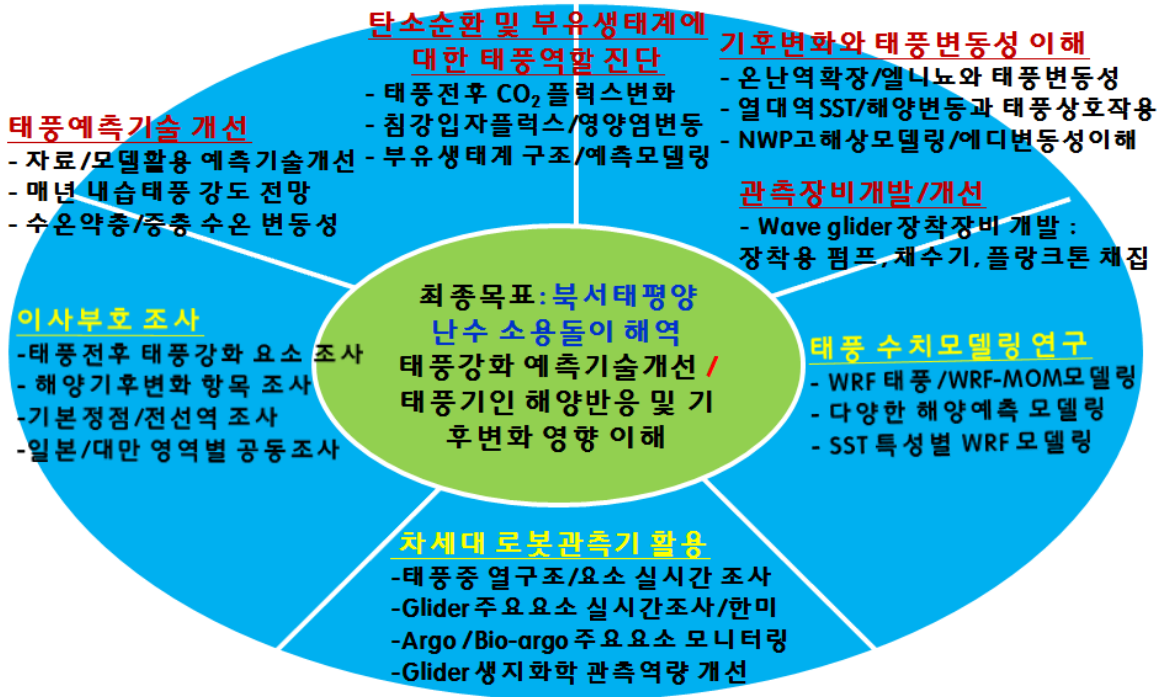 탄소순환 및 부유생태계에
대한 태풍역할 진단
- 태풍전후 CO₂ 플럭스변화
- 침강입자플럭스/영양염변동
- 부유생태계 구조/예측모델링
기후변화와 태풍변동성 이해
- 온난역확장/엘니뇨와 태풍변동성
- 열대역SST/해양변동과 태풍상호작용
- NWP고해상모델링/에디변동성이해
태풍예측기술 개선
- 자료/모델활용 예측기술개선
- 매년 내습태풍 강도 전망
- 수온약층/중층 수온 변동성
관측장비개발/개선
- Wave glider 장착장비 개발 :
장착용 펌프, 채수기, 플랑크톤 채집
최종목표:북서태평양
난수 소용돌이 해역
태풍강화 예측기술개선 /
태풍기인 해양반응 및 기
후변화 영향 이해
이사부호 조사
-태풍전후 태풍강화 요소 조사
- 해양기후변화 항목 조사
-기본정점/전선역 조사
-일본/대만 영역별 공동조사
태풍 수치모델링 연구
- WRF 태풍/WRF-MOM모델링
- 다양한 해양예측 모델링
- SST 특성별 WRF 모델링
차세대 로봇관측기 활용
-태풍중 열구조/요소 실시간 조사
-Glider 주요요소 실시간조사/한미
-Argo /Bio-argo 주요요소 모니터링
-Glider 생지화학 관측역량 개선